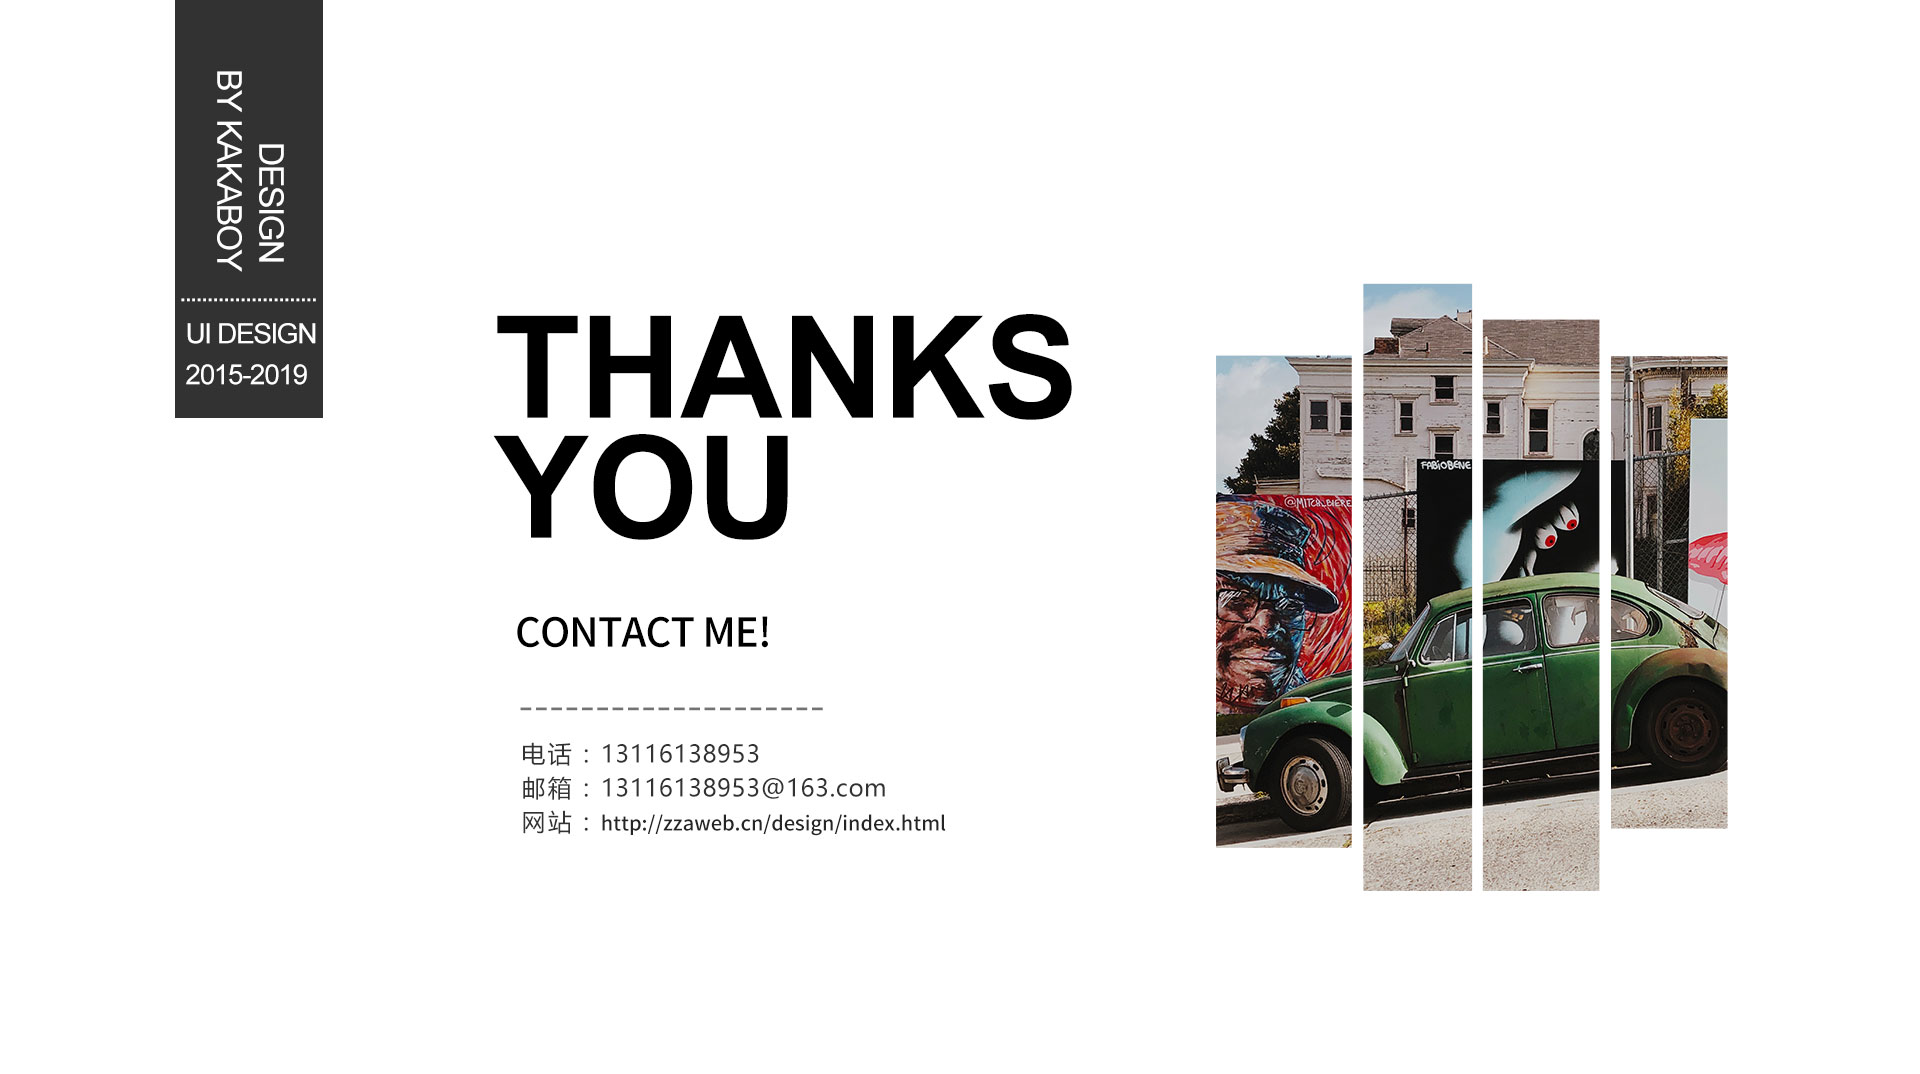 DESIGN
BY KAKABOY
UI DESIGN
2015-2019
THANKS
YOU
CONTACT ME!
电话：13116138953
邮箱：13116138953@163.com
网站：http://zzaweb.cn/design/index.html
FABIOBENE
@MITCH_BIERE